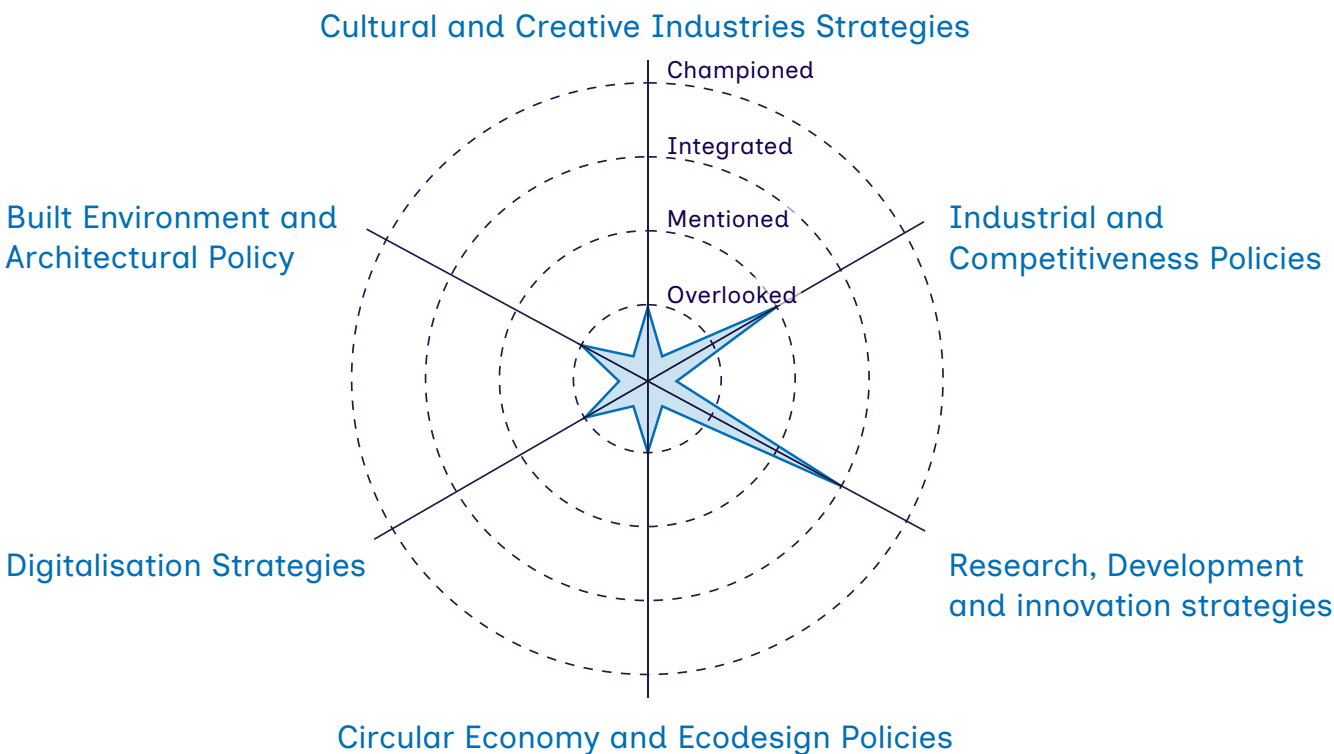 Cultural and Creative Industries Strategies
Championed
Integrated
Mentioned
Overlooked
Built Environment and
Architectural Policy
Industrial and
Competitiveness Policies
Digitalisation Strategies
Research, Development
and innovation strategies
Circular Economy and Ecodesign Policies